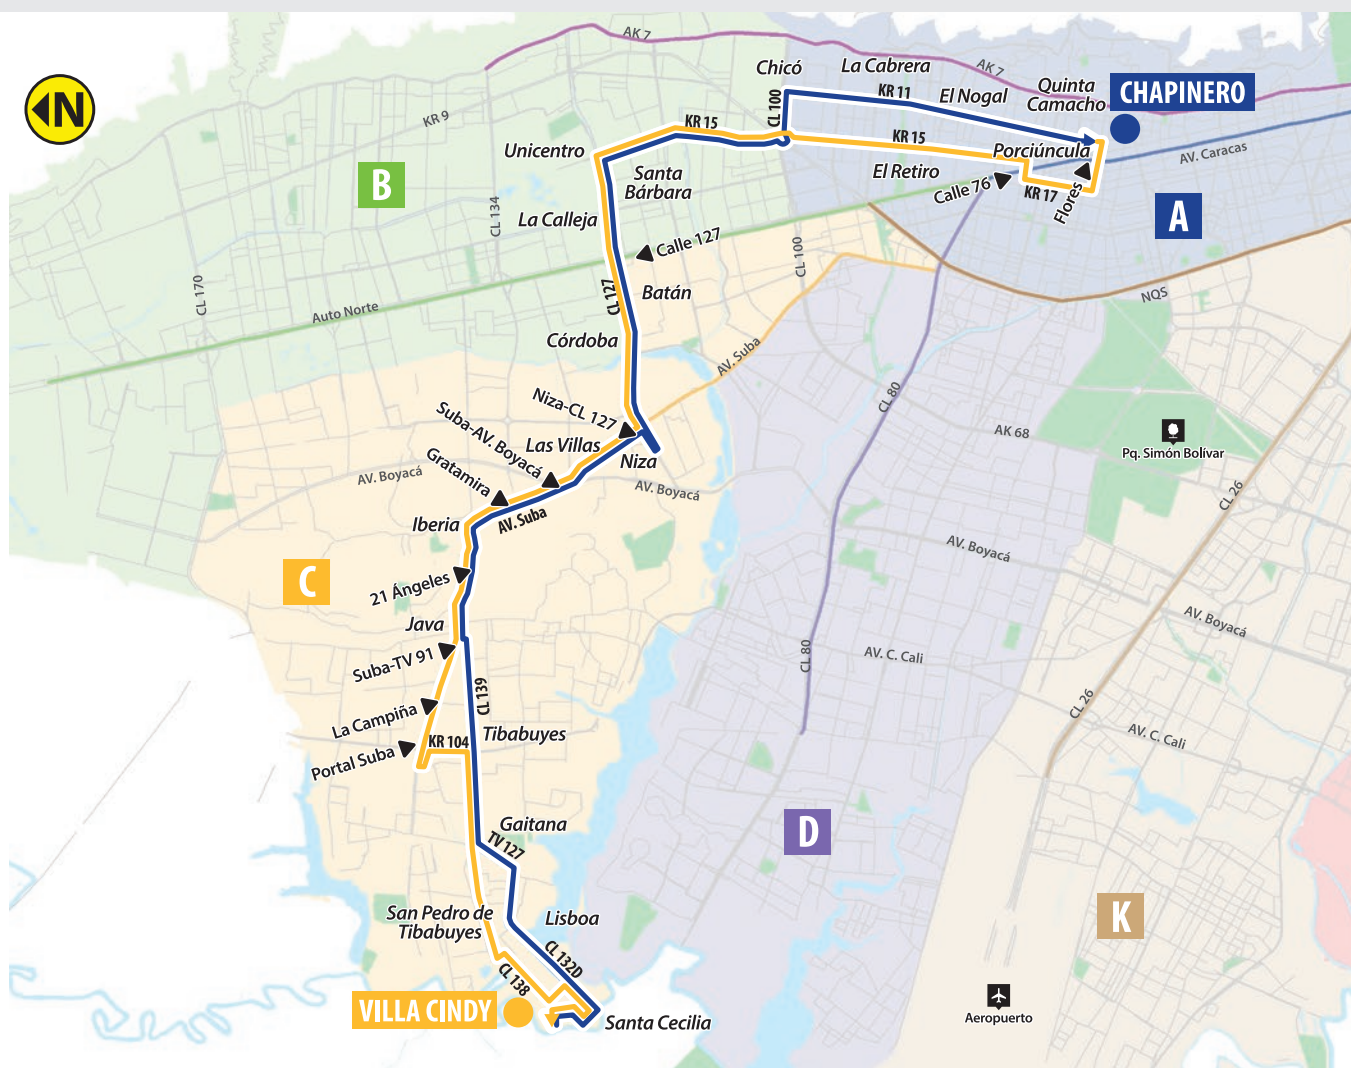 N
AK 7
Chicó
La Cabrera
AK 7
Quinta
Camacho
CHAPINERO
KR 9
KR 15
CL 100
KR 11
El Nogal
KR 15
Porciúncula
AV. Caracas
Unicentro
B
Santa
Bárbara
El Retiro
Calle 76
KR 17
Flores
A
CL 134
La Calleja
Calle 127
CL 100
CL 170
Auto Norte
CL 127
Batán
NQS
Córdoba
AV. Suba
CL 80
Niza-CL 127
Suba-AV. Boyacá
Las Villas
Niza
AK 68
Pq. Simón Bolívar
Gratamira
AV. Boyacá
AV. Boyacá
CL 26
Iberia
AV. Suba
AV. Boyacá
C
21 Ángeles
Java
AV. Boyacá
Suba-TV 91
CL 80
AV. C. Cali
CL 139
La Campiña
CL 26
Tibabuyes
KR 104
Portal Suba
AV. C. Cali
Gaitana
TV 127
D
San Pedro de
Tibabuyes
Lisboa
K
CL 132D
CL 138
VILLA CINDY
Santa Cecilia
Aeropuerto